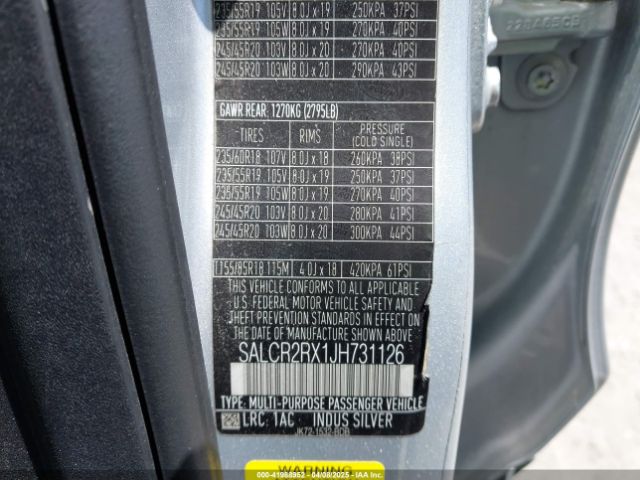 235/55R19 105V 8.0J x 19 250KPA 37PSI
235/55R19 105W 8.0J x 19 270KPA 40PSI
245/45R20 103V 8.0J x 20 270KPA 40PSI
245/45R20 103W 8.0J x 20 290KPA 43PSI
GAWR REAR: 1270KG (2795LB)
TIRES RIMS PRESSURE (COLD SINGLE)
235/60R18 107V 8.0J x 18 260KPA 38PSI
235/55R19 105V 8.0J x 19 250KPA 37PSI
235/55R19 105W 8.0J x 19 270KPA 40PSI
245/45R20 103V 8.0J x 20 280KPA 41PSI
245/45R20 103W 8.0J x 20 300KPA 44PSI
T155/85R18 115M 4.0J x 18 420KPA 61PSI
THIS VEHICLE CONFORMS TO ALL APPLICABLE
U.S. FEDERAL MOTOR VEHICLE SAFETY AND
THEFT PREVENTION STANDARDS IN EFFECT
AT THE DATE OF MANUFACTURE SHOWN ABOVE.
SALCR2RX1JH731126
TYPE: MULTI-PURPOSE PASSENGER VEHICLE
LRC: 1AC INDUS SILVER
WARNING
000-41988952 - 04/08/2025 - IAAI